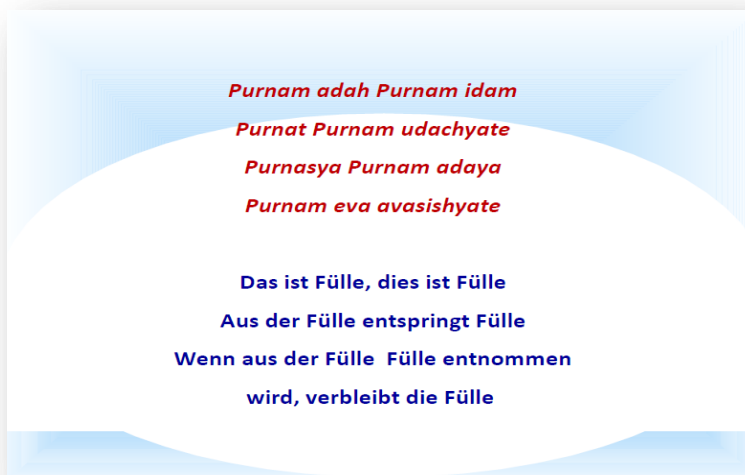 Purnam adah Purnam idam
Purnat Purnam udachyate
Purnasya Purnam adaya
Purnam eva avasishyate
Das ist Fülle, dies ist Fülle
Aus der Fülle entspringt Fülle
Wenn aus der Fülle Fülle entnommen
wird, verbleibt die Fülle